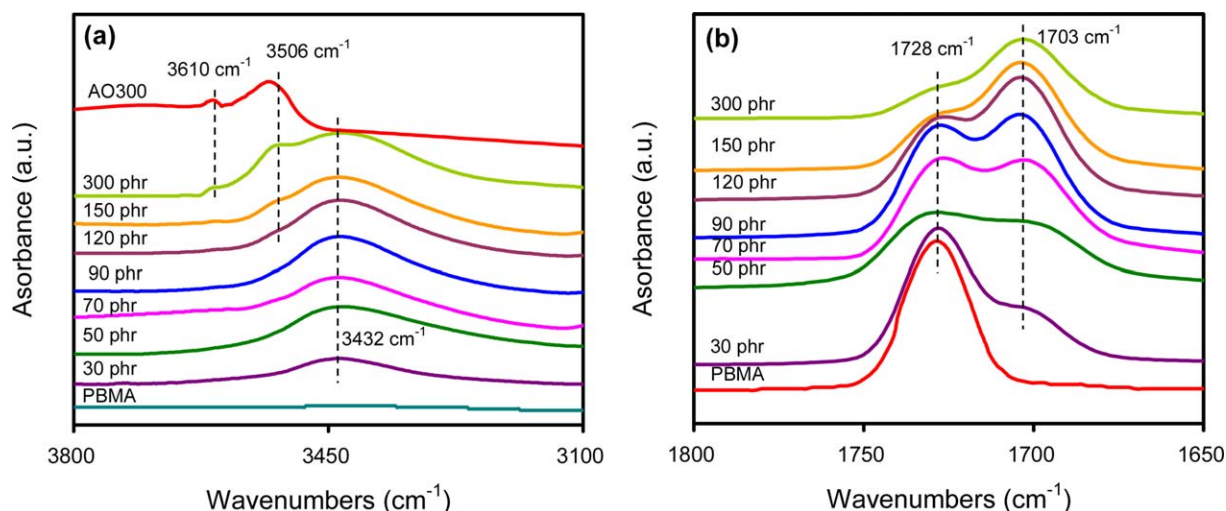 (a)
3506 cm⁻¹
3610 cm⁻¹
AO300
300 phr
150 phr
120 phr
90 phr
70 phr
50 phr
3432 cm⁻¹
30 phr
PBMA
Asorbance (a.u.)
3800
3450
3100
Wavenumbers (cm⁻¹)
(b)
1728 cm⁻¹
1703 cm⁻¹
300 phr
150 phr
120 phr
90 phr
70 phr
50 phr
30 phr
PBMA
Asorbance (a.u.)
1800
1750
1700
1650
Wavenumbers (cm⁻¹)